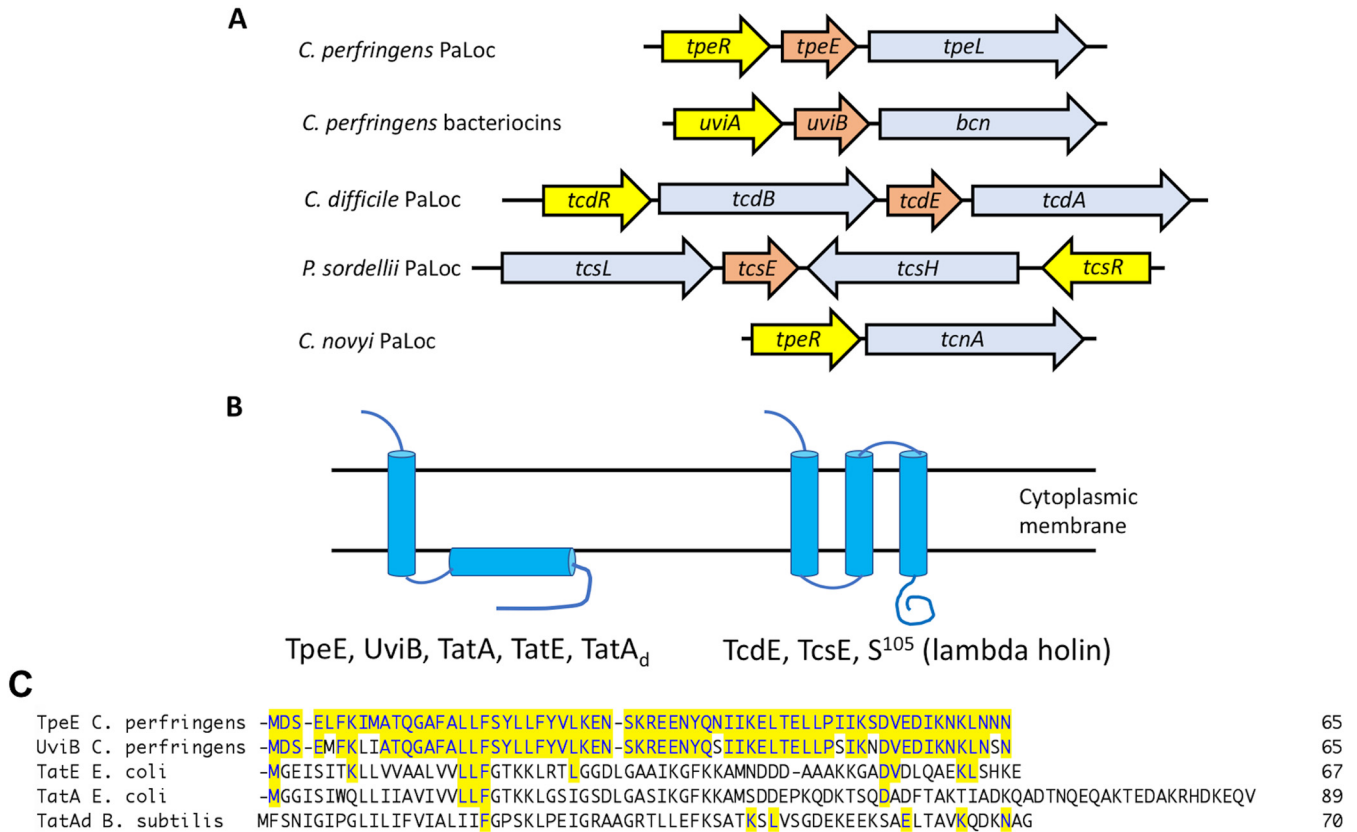 A
C. perfringens PaLoc tpeR tpeE tpeL
C. perfringens bacteriocins uviA uviB bcn
C. difficile PaLoc tcdR tcdB tcdE tcdA
P. sordellii PaLoc tcsL tcsE tcsH tcsR
C. novyi PaLoc tpeR tcnA
B
Cytoplasmic
membrane
TpeE, UviB, TatA, TatE, TatAd
TcdE, TcsE, S105 (lambda holin)
C
TpeE C. perfringens -MDS-ELFKIMATQGAFALLFSYLLFYVLKEN-SKREENYQNIIKELTELLPIIKSDVEDIKNKLNNN 65
UviB C. perfringens -MDS-EMFKLIATQGAFALLFSYLLFYVLKEN-SKREENYQSIIKELTELLPSIKNDVEDIKNKLNSN 65
TatE E. coli -MGEISITKLLVVAALVVLLFGTKKLRTLGGDLGAAIKGFKKAMNDDD-AAAKKGADVDLQAEKLSHKE 67
TatA E. coli -MGGISIWQLLIIAVIVVLLFGTKKLGSIGSDLGASIKGFKKAMSDDEPKQDKTSQDADFTAKTIADKQADTNQEQAKTEDAKRHDKEQV 89
TatAd B. subtilis MFSNIGIPGLILIFVIALIIFGPSKLPEIGRAAGRTLLEFKSATKSLVSGDEKEEKSAELTAVKQDKNAG 70